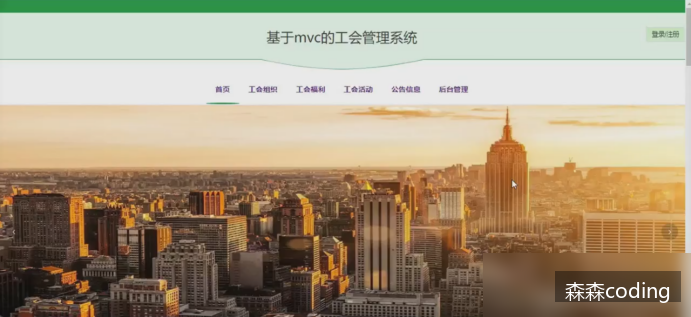 基于mvc的工会管理系统
登录/注册
首页 工会组织 工会福利 工会活动 公告信息 后台管理
森森coding